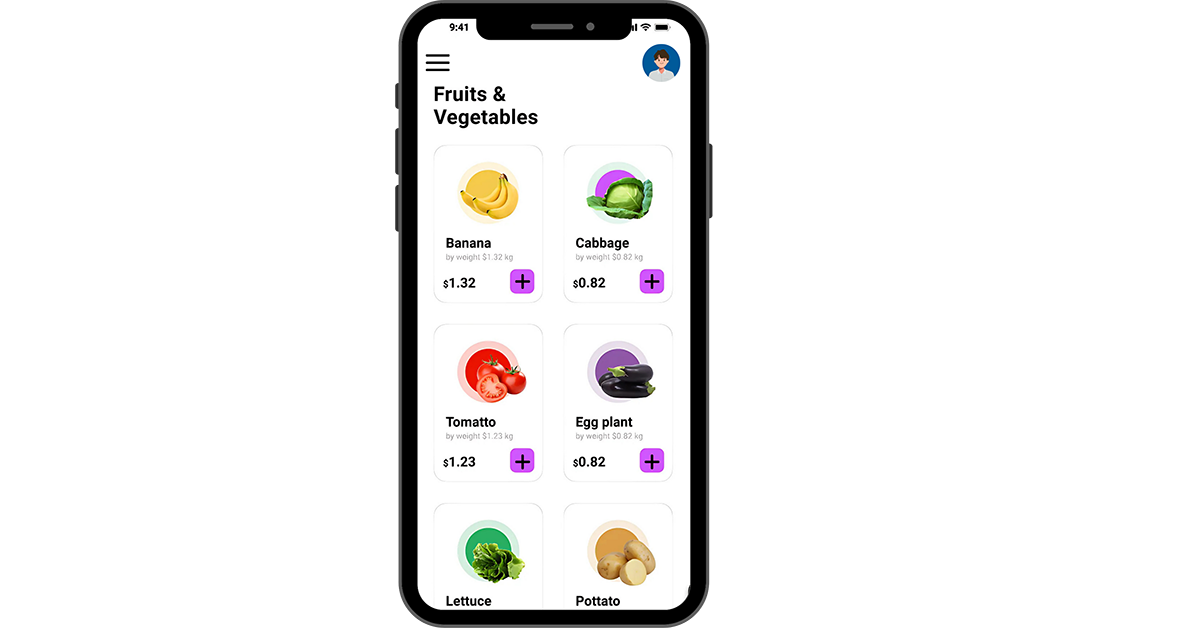 9:41
Fruits &
Vegetables
Banana
by weight $1.32 kg
$1.32
Cabbage
by weight $0.82 kg
$0.82
Tomatto
by weight $1.23 kg
$1.23
Egg plant
by weight $0.82 kg
$0.82
Lettuce
Pottato